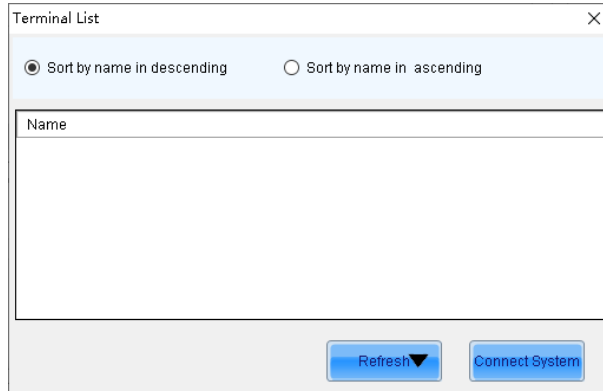 Terminal List
Sort by name in descending
Sort by name in ascending
Name
Refresh
Connect System